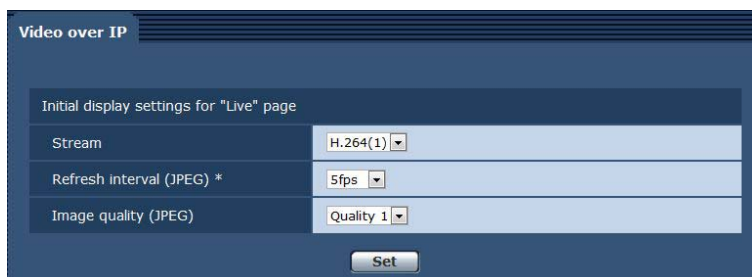 Video over IP
Initial display settings for "Live" page
Stream H.264(1)
Refresh interval (JPEG) * 5fps
Image quality (JPEG) Quality 1
Set